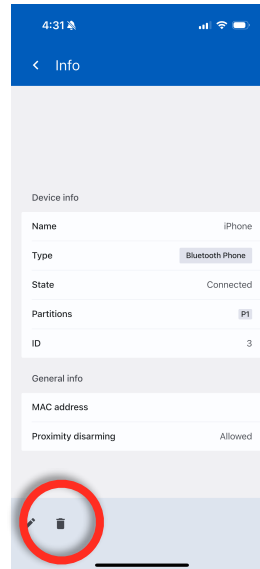 4:31
Info
Device info
Name iPhone
Type Bluetooth Phone
State Connected
Partitions P1
ID 3
General info
MAC address
Proximity disarming Allowed